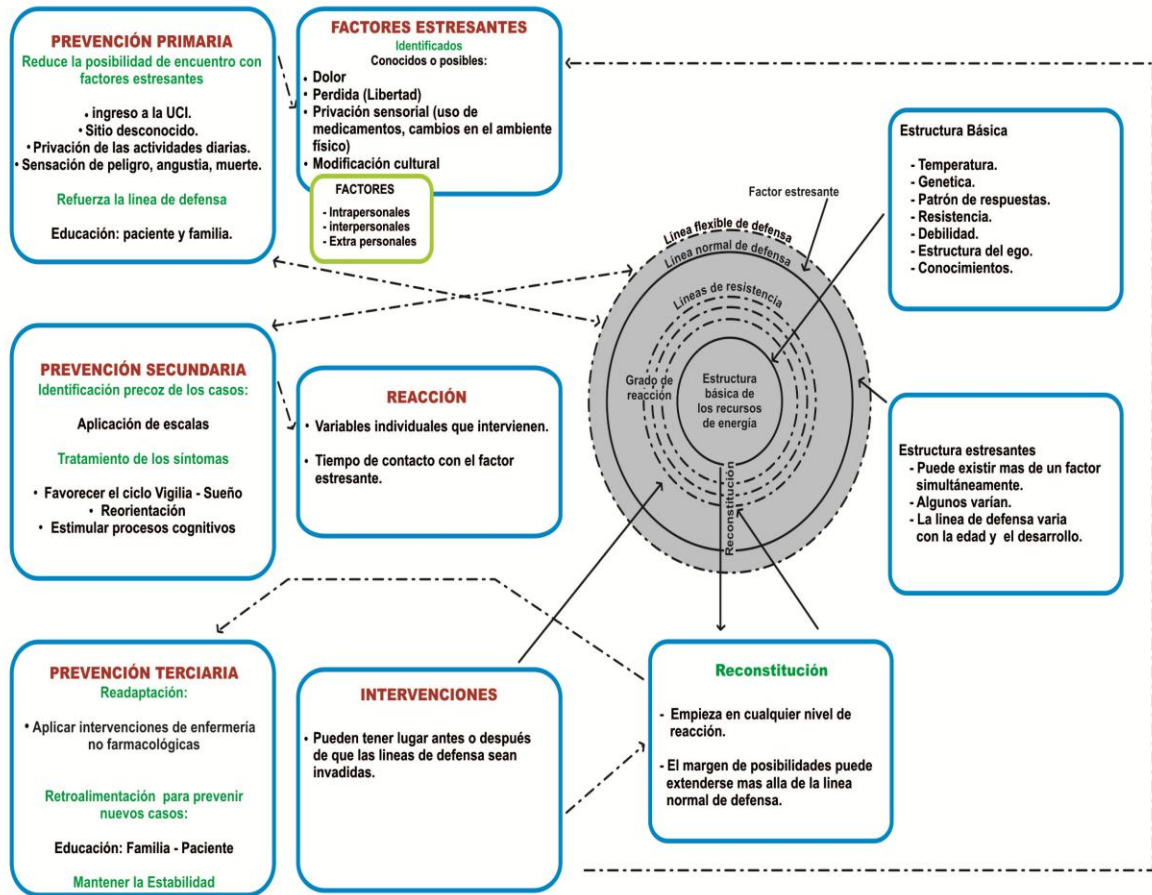 PREVENCIÓN PRIMARIA
Reduce la posibilidad de encuentro con
factores estresantes
• ingreso a la UCI.
• Sitio desconocido.
• Privación de las actividades diarias.
• Sensación de peligro, angustia, muerte.
Refuerza la linea de defensa
Educación: paciente y familia.
FACTORES ESTRESANTES
Identificados
Conocidos o posibles:
• Dolor
• Perdida (Libertad)
• Privación sensorial (uso de
medicamentos, cambios en el ambiente
físico)
• Modificación cultural
FACTORES
- Intrapersonales
- interpersonales
- Extra personales
Estructura Básica
- Temperatura.
- Genetica.
- Patrón de respuestas.
- Resistencia.
- Debilidad.
- Estructura del ego.
- Conocimientos.
Factor estresante
Linea flexible de defensa
Linea normal de defensa
Líneas de resistencia
Grado de
reacción
Estructura
básica de
los recursos
de energía
Reconstitución
PREVENCIÓN SECUNDARIA
Identificación precoz de los casos:
Aplicación de escalas
Tratamiento de los síntomas
• Favorecer el ciclo Vigilia - Sueño
• Reorientación
• Estimular procesos cognitivos
REACCIÓN
• Variables individuales que intervienen.
• Tiempo de contacto con el factor
estresante.
Estructura estresantes
- Puede existir mas de un factor
simultáneamente.
- Algunos varían.
- La linea de defensa varia
con la edad y el desarrollo.
PREVENCIÓN TERCIARIA
Readaptación:
• Aplicar intervenciones de enfermería
no farmacológicas
Retroalimentación para prevenir
nuevos casos:
Educación: Familia - Paciente
Mantener la Estabilidad
INTERVENCIONES
• Pueden tener lugar antes o después
de que las lineas de defensa sean
invadidas.
Reconstitución
- Empieza en cualquier nivel de
reacción.
- El margen de posibilidades puede
extenderse mas alla de la linea
normal de defensa.